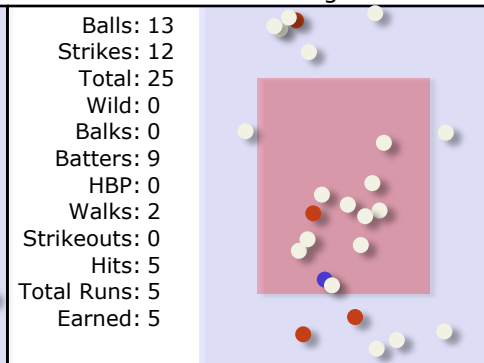 Balls: 13
Strikes: 12
Total: 25
Wild: 0
Balks: 0
Batters: 9
HBP: 0
Walks: 2
Strikeouts: 0
Hits: 5
Total Runs: 5
Earned: 5